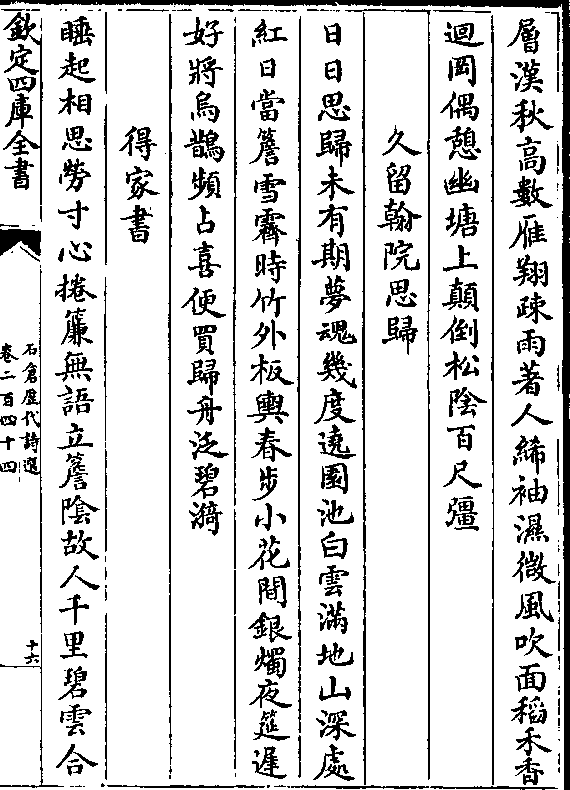 層漢秋高數雁翔疎雨著人絺袖濕微風吹面稻禾香
迴岡偶憩幽塘上顛倒松陰百尺彊
久留翰院思歸
日日思歸未有期夢魂幾度遶園池白雲滿地山深處
紅日當簷雪霽時竹外板輿春步小花間銀燭夜筵遲
好將烏鵲頻占喜便買歸舟泛碧漪
得家書
睡起相思勞寸心捲簾無語立簷陰故人千里碧雲合
欽定四庫全書
石倉歷代詩選
卷二百四十四
十六